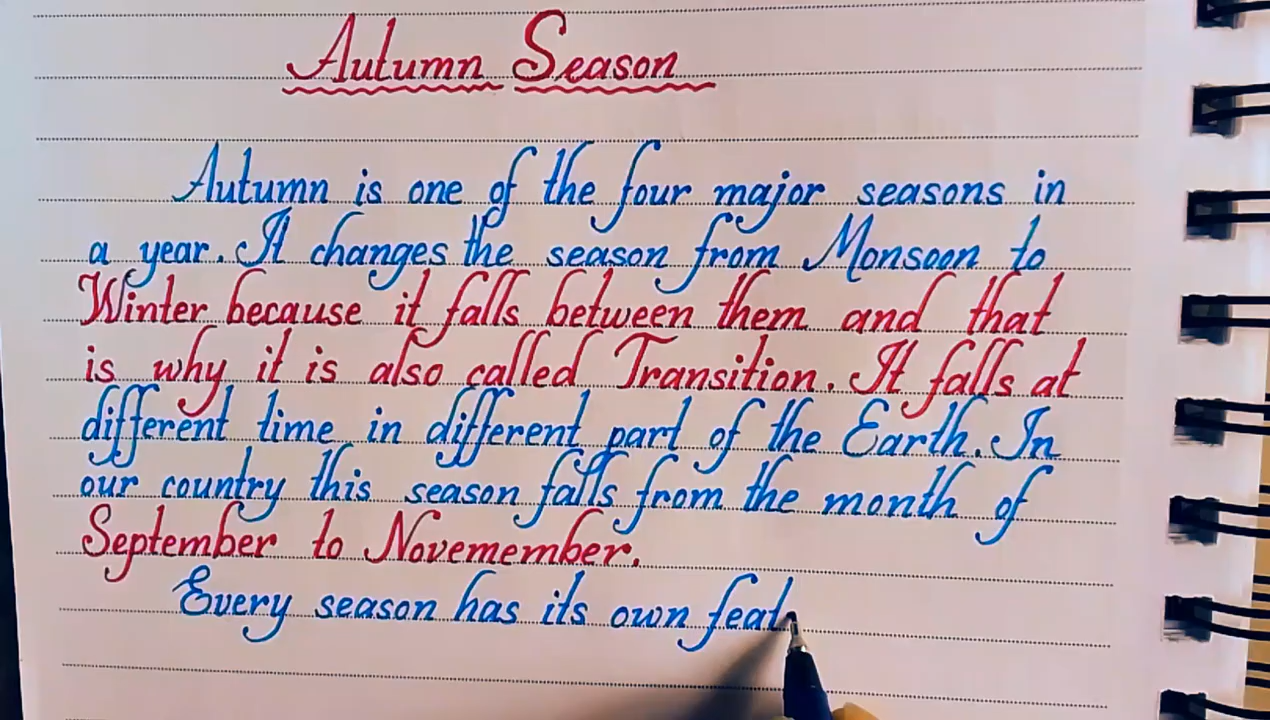 Autumn Season
Autumn is one of the four major seasons in
a year. It changes the season from Monsoon to
Winter because it falls between them and that
is why it is also called Transition. It falls at
different time in different part of the Earth. In
our country this season falls from the month of
September to Novemember.
Every season has its own feat